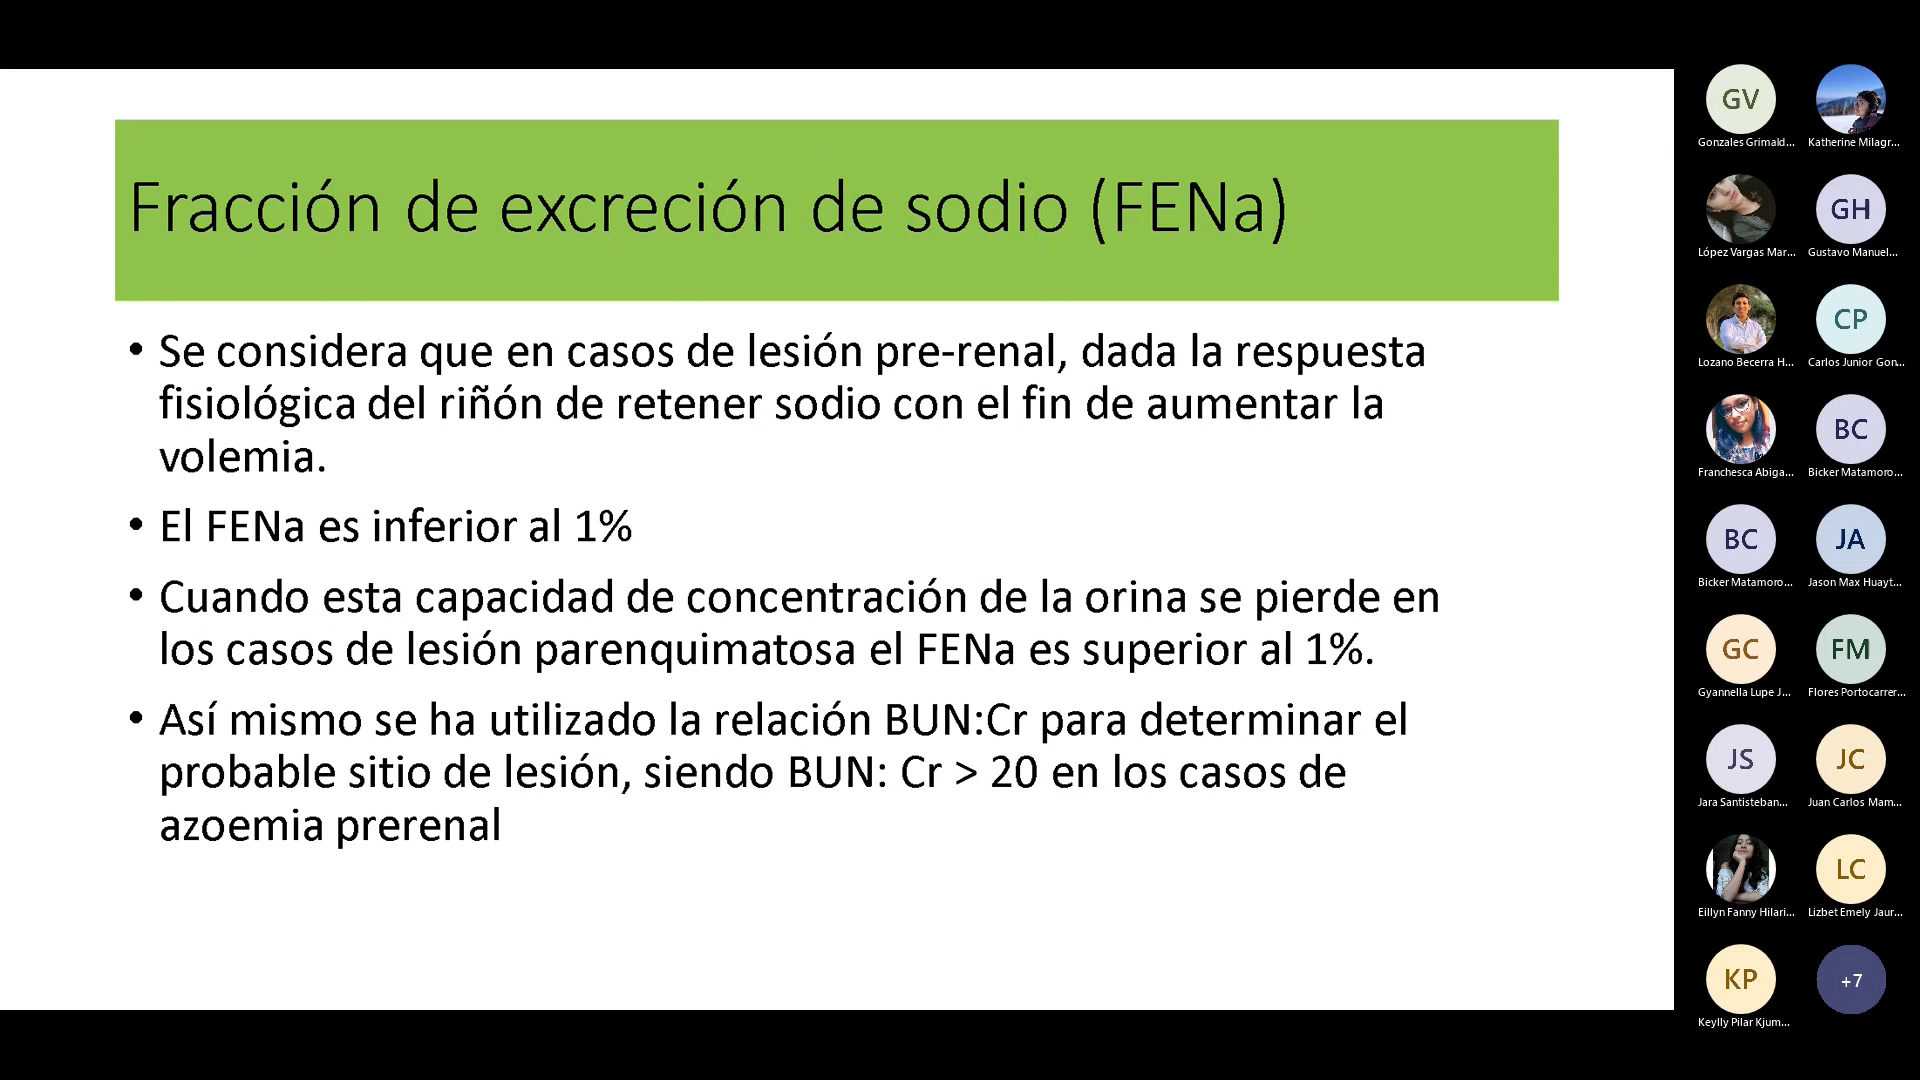 Fracción de excreción de sodio (FENa)
• Se considera que en casos de lesión pre-renal, dada la respuesta
fisiológica del riñón de retener sodio con el fin de aumentar la
volemia.
• El FENa es inferior al 1%
• Cuando esta capacidad de concentración de la orina se pierde en
los casos de lesión parenquimatosa el FENa es superior al 1%.
• Así mismo se ha utilizado la relación BUN:Cr para determinar el
probable sitio de lesión, siendo BUN: Cr > 20 en los casos de
azoemia prerenal
GV
Gonzales Grimald... Katherine Milagr...
GH
López Vargas Mar... Gustavo Manuel...
CP
Lozano Becerra H... Carlos Junior Gon...
BC
Franchesca Abiga... Bicker Matamoro...
BC JA
Bicker Matamoro... Jason Max Huayt...
GC FM
Gyannella Lupe J... Flores Portocarrer...
JS JC
Jara Santisteban... Juan Carlos Mam...
LC
Eillyn Fanny Hilari... Lizbet Emely Jaur...
KP +7
Keylly Pilar Kjum...